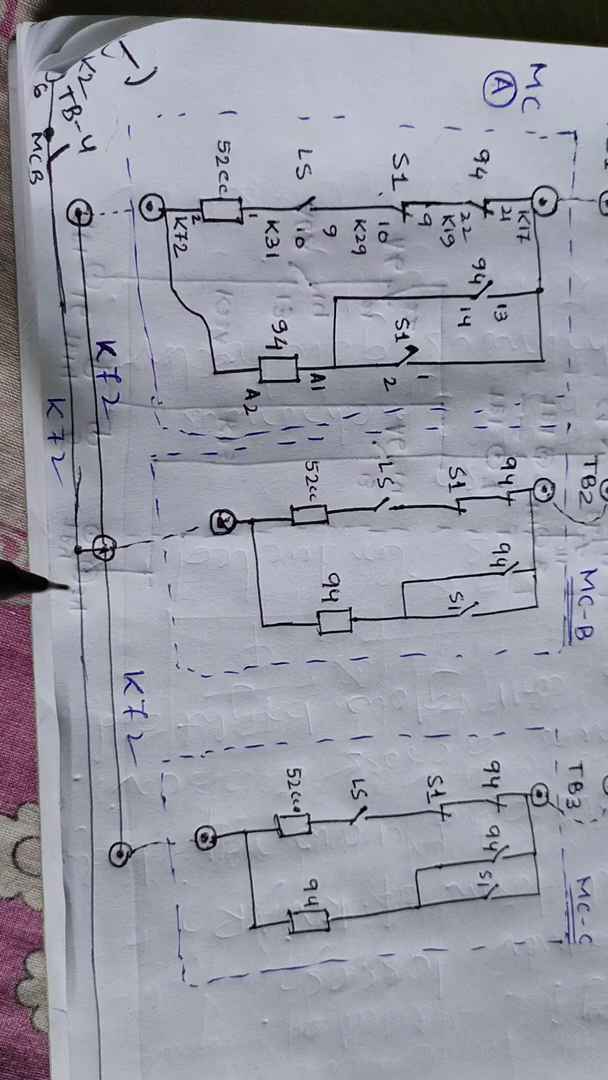 MC
A
94
21
K17
22
K19
S1
9
10
K29
LS
9
10
K31
52cc
1
2
K72
94
13
14
S1
1
2
94
A1
A2
K72
K72
TB-4
MCB
TB2
MC-B
94
S1
LS
52cc
94
S1
94
K72
TB3
MC-C
94
S1
LS
52cc
94
S1
94